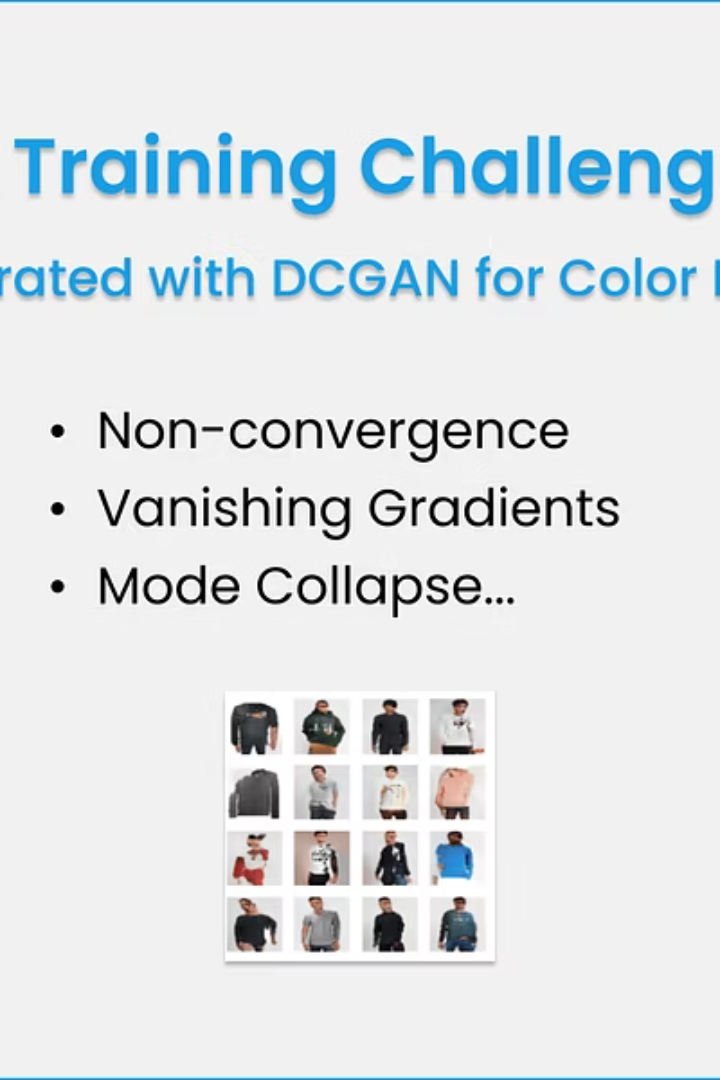 Training Challeng
rated with DCGAN for Color
• Non-convergence
• Vanishing Gradients
• Mode Collapse...